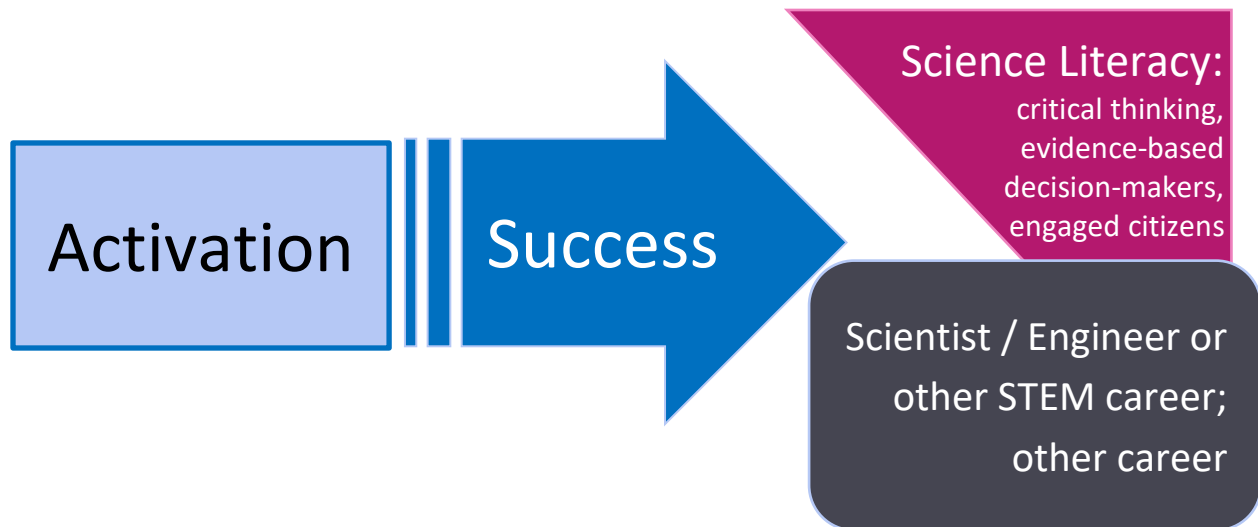 Activation
Success
Science Literacy:
critical thinking,
evidence-based
decision-makers,
engaged citizens
Scientist / Engineer or
other STEM career;
other career